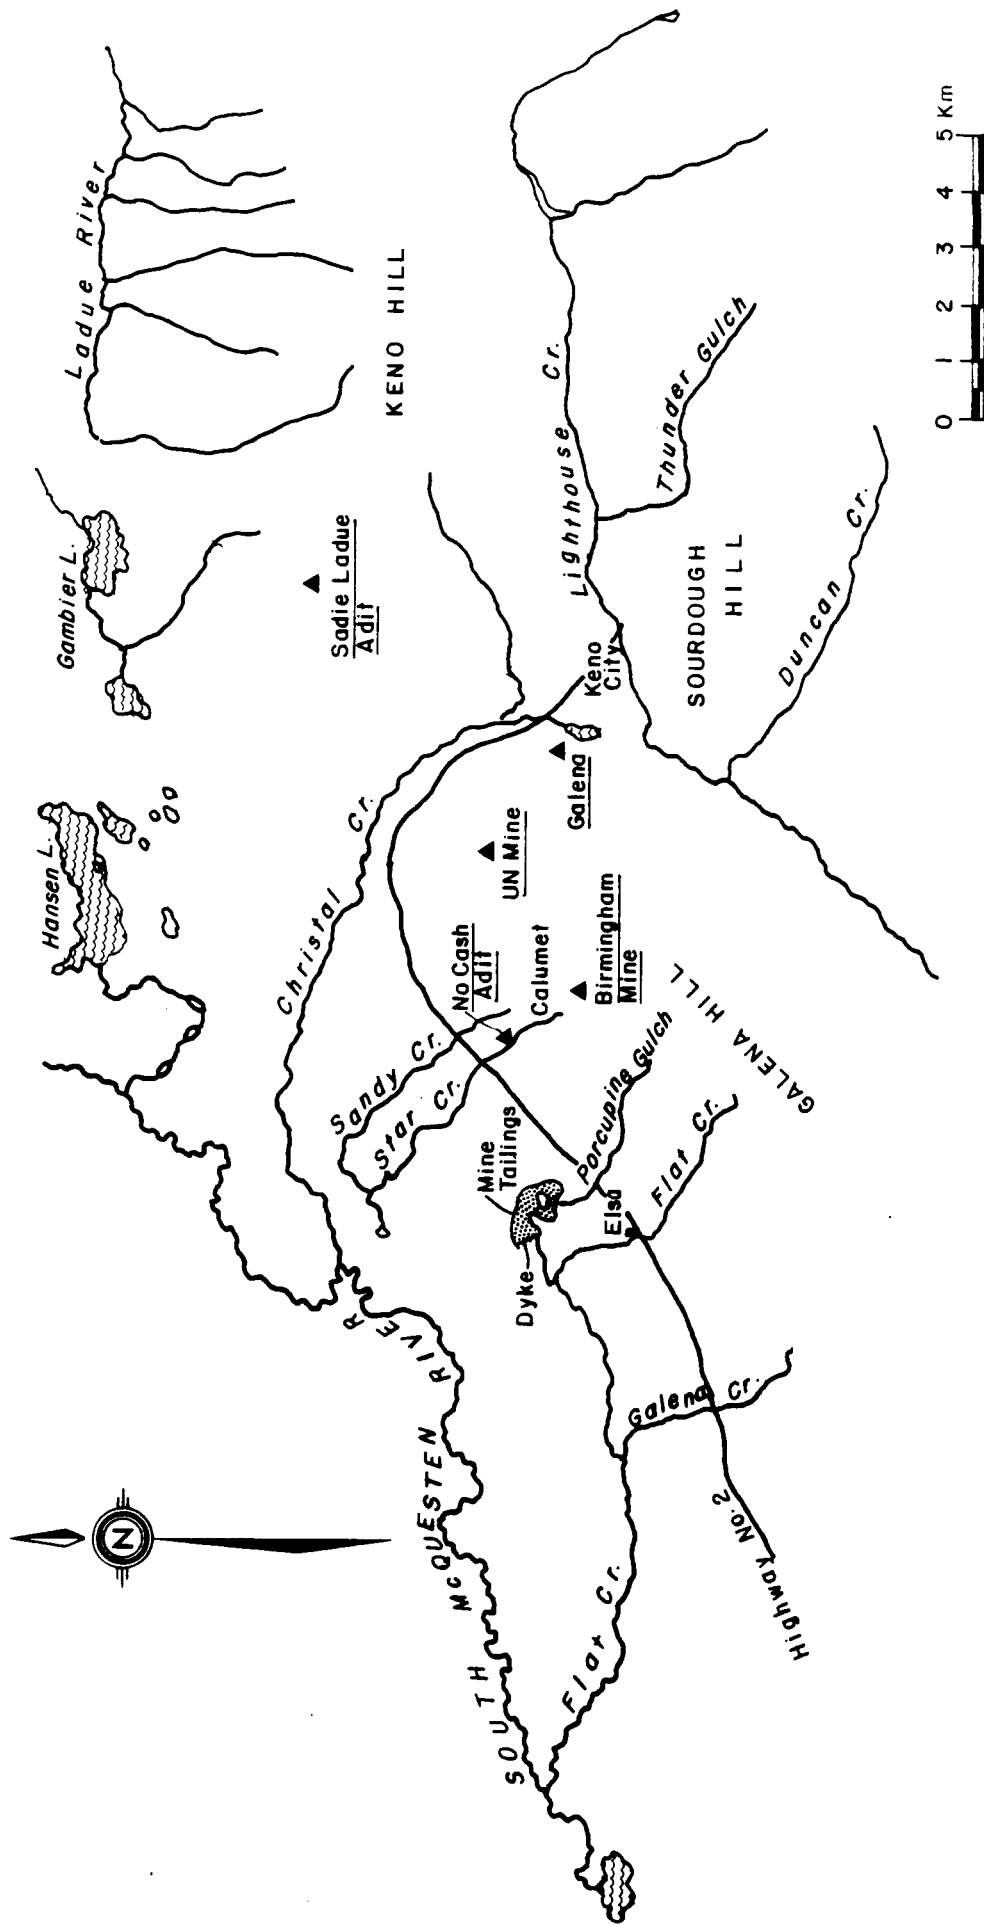 Ladue River
Gambier L.
Hansen L.
KENO HILL
Sadie Ladue
Adit
Christal Cr.
Lighthouse Cr.
Thunder Gulch
SOURDOUGH
HILL
Duncan Cr.
Keno
City
Galena
UN Mine
No Cash
Adit
Calumet
Birmingham
Mine
GALENA HILL
Sandy Cr.
Star Cr.
Mine
Tailings
Porcupine Gulch
Dyke
Elsa
Flat Cr.
Galena Cr.
Highway No. 2
Flat Cr.
SOUTH McQUESTEN RIVER
N
0 1 2 3 4 5 Km